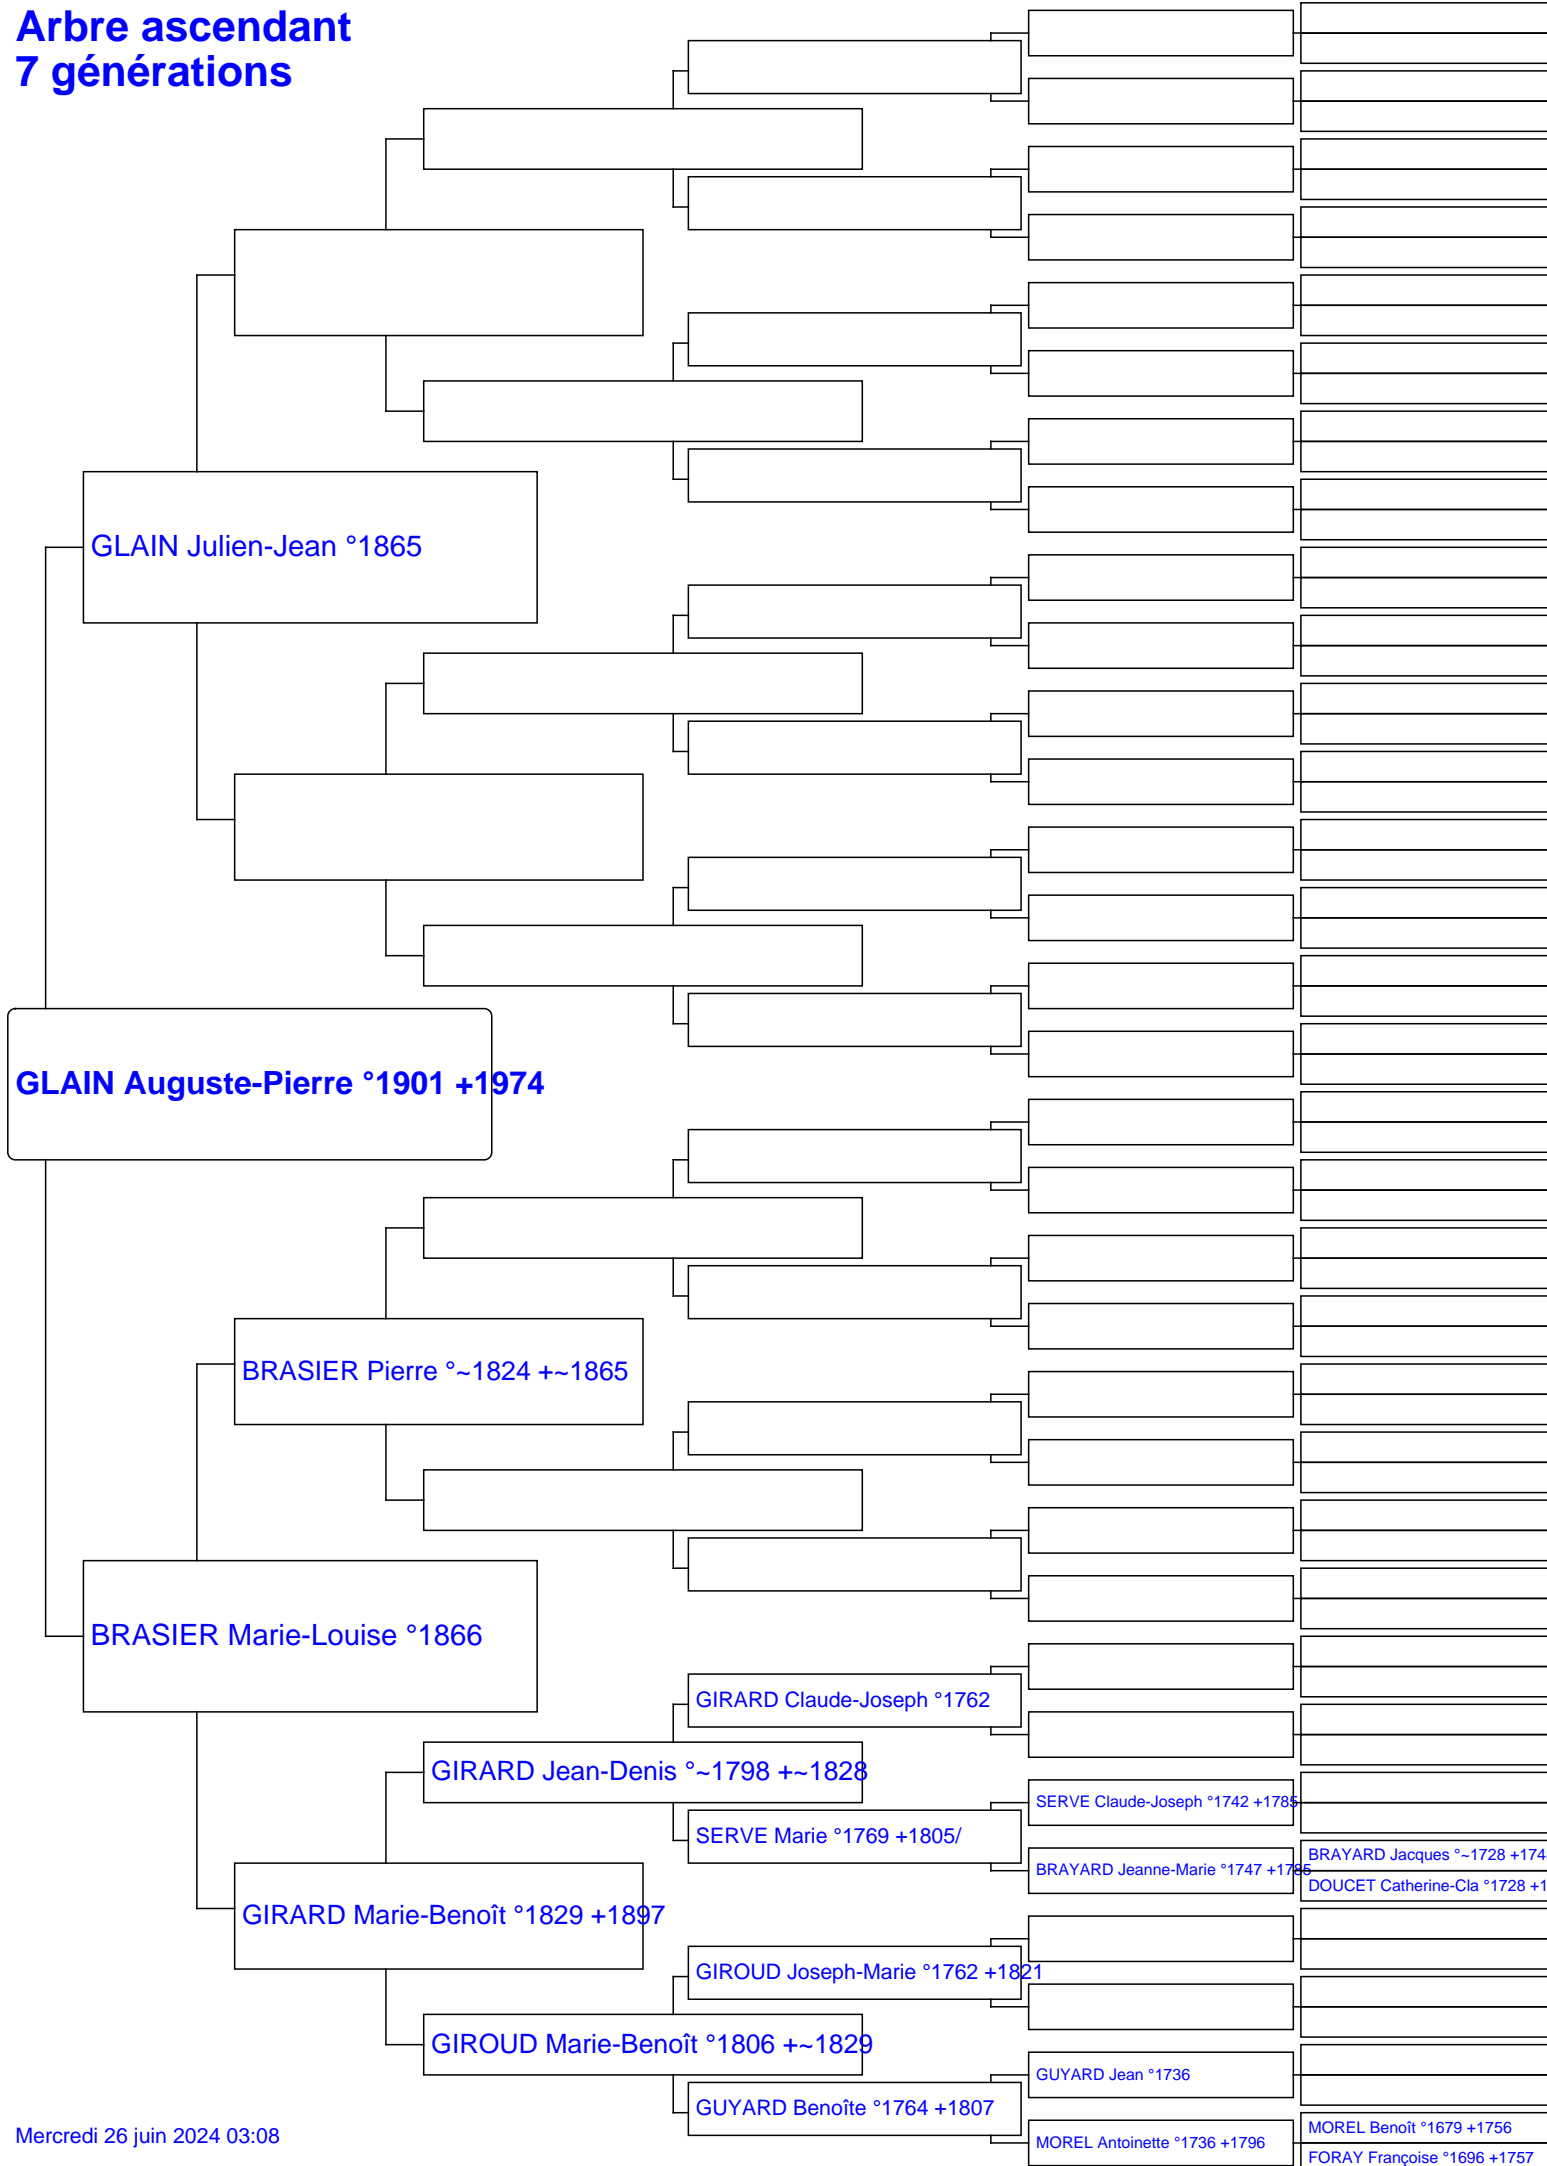 Arbre ascendant
7 générations
GLAIN Julien-Jean °1865
GLAIN Auguste-Pierre °1901 +1974
BRASIER Pierre °~1824 +~1865
BRASIER Marie-Louise °1866
GIRARD Claude-Joseph °1762
GIRARD Jean-Denis °~1798 +~1828
SERVE Claude-Joseph °1742 +1785
SERVE Marie °1769 +1805/
BRAYARD Jacques °~1728 +174
BRAYARD Jeanne-Marie °1747 +1785
DOUCET Catherine-Cla °1728 +1
GIRARD Marie-Benoît °1829 +1897
GIROUD Joseph-Marie °1762 +1821
GIROUD Marie-Benoît °1806 +~1829
GUYARD Jean °1736
GUYARD Benoîte °1764 +1807
MOREL Benoît °1679 +1756
MOREL Antoinette °1736 +1796
FORAY Françoise °1696 +1757
Mercredi 26 juin 2024 03:08